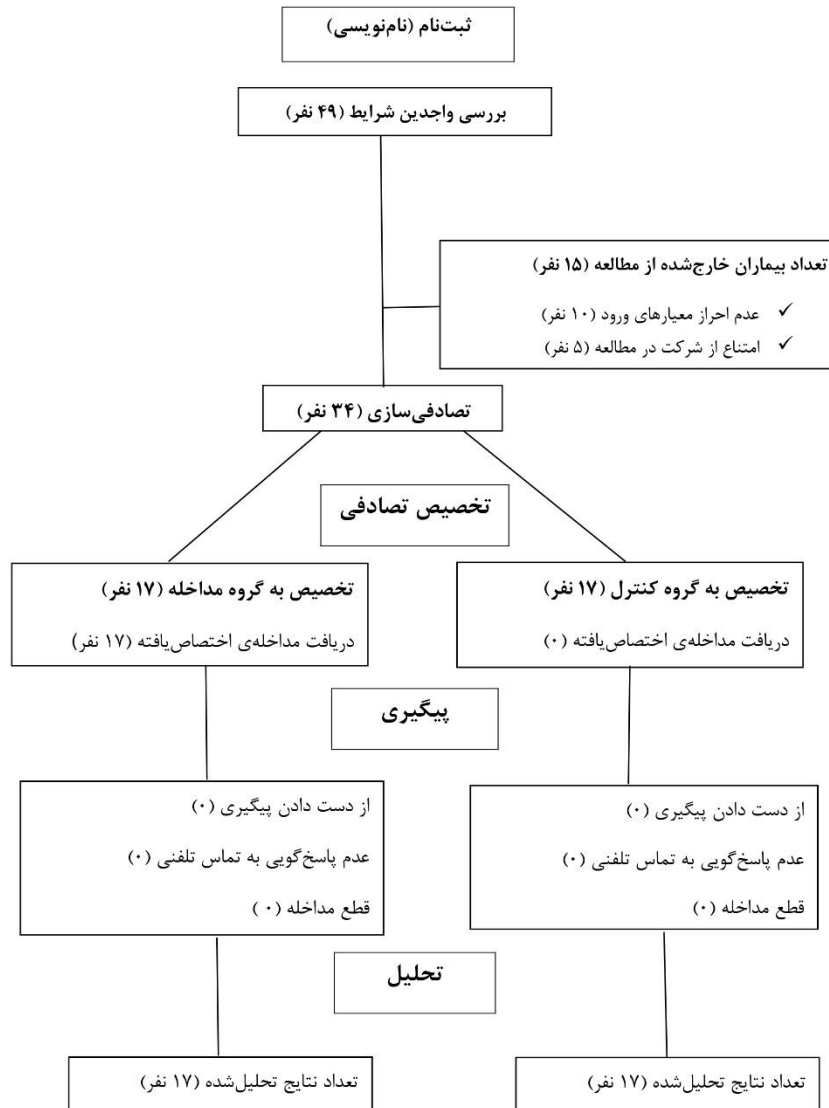 ثبت‌نام (نام‌نویسی)
بررسی واجدین شرایط (۴۹ نفر)
تعداد بیماران خارج‌شده از مطالعه (۱۵ نفر)
✓ عدم احراز معیارهای ورود (۱۰ نفر)
✓ امتناع از شرکت در مطالعه (۵ نفر)
تصادفی‌سازی (۳۴ نفر)
تخصیص تصادفی
تخصیص به گروه کنترل (۱۷ نفر)
دریافت مداخله‌ی اختصاص‌یافته (۰)
تخصیص به گروه مداخله (۱۷ نفر)
دریافت مداخله‌ی اختصاص‌یافته (۱۷ نفر)
پیگیری
از دست دادن پیگیری (۰)
عدم پاسخ‌گویی به تماس تلفنی (۰)
قطع مداخله (۰)
از دست دادن پیگیری (۰)
عدم پاسخ‌گویی به تماس تلفنی (۰)
قطع مداخله (۰ )
تحلیل
تعداد نتایج تحلیل‌شده (۱۷ نفر)
تعداد نتایج تحلیل‌شده (۱۷ نفر)